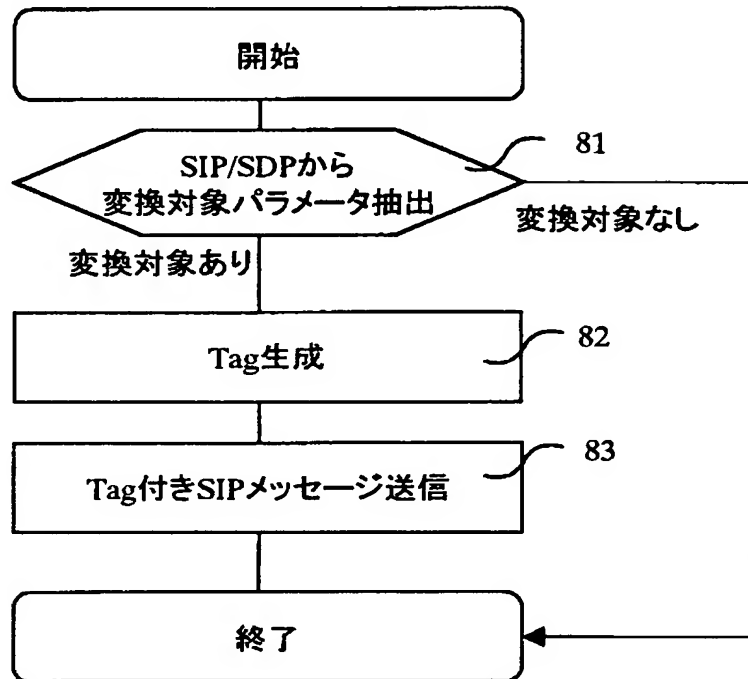 開始
81
SIP/SDPから
変換対象パラメータ抽出
変換対象なし
変換対象あり
82
Tag生成
83
Tag付きSIPメッセージ送信
終了